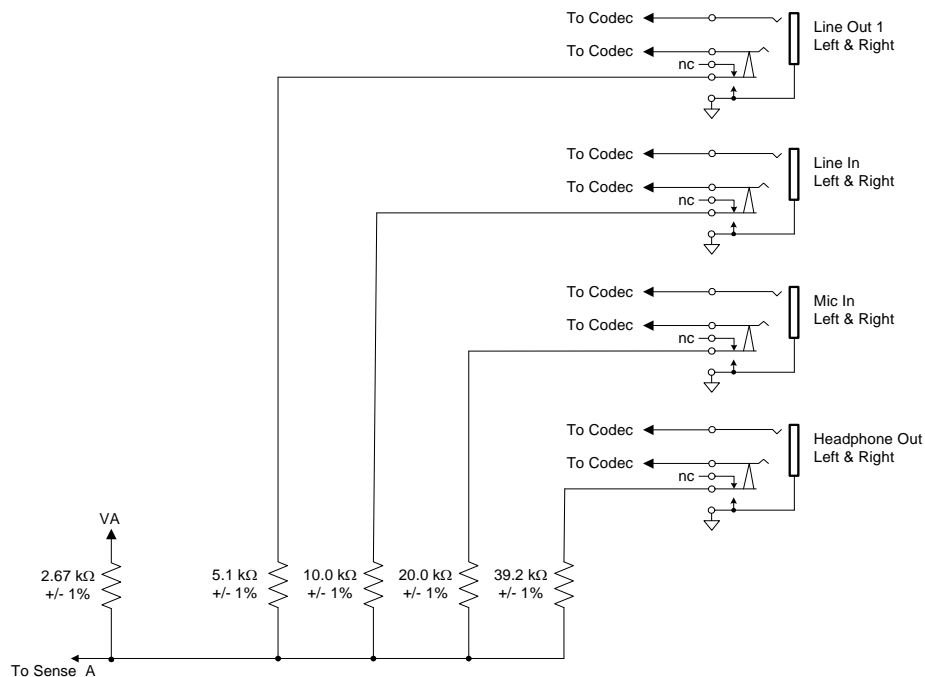 To Codec
Line Out 1
Left & Right
To Codec
nc
To Codec
Line In
Left & Right
To Codec
nc
To Codec
Mic In
Left & Right
To Codec
nc
To Codec
Headphone Out
Left & Right
To Codec
nc
VA
2.67 kΩ
+/- 1%
5.1 kΩ
+/- 1%
10.0 kΩ
+/- 1%
20.0 kΩ
+/- 1%
39.2 kΩ
+/- 1%
To Sense A